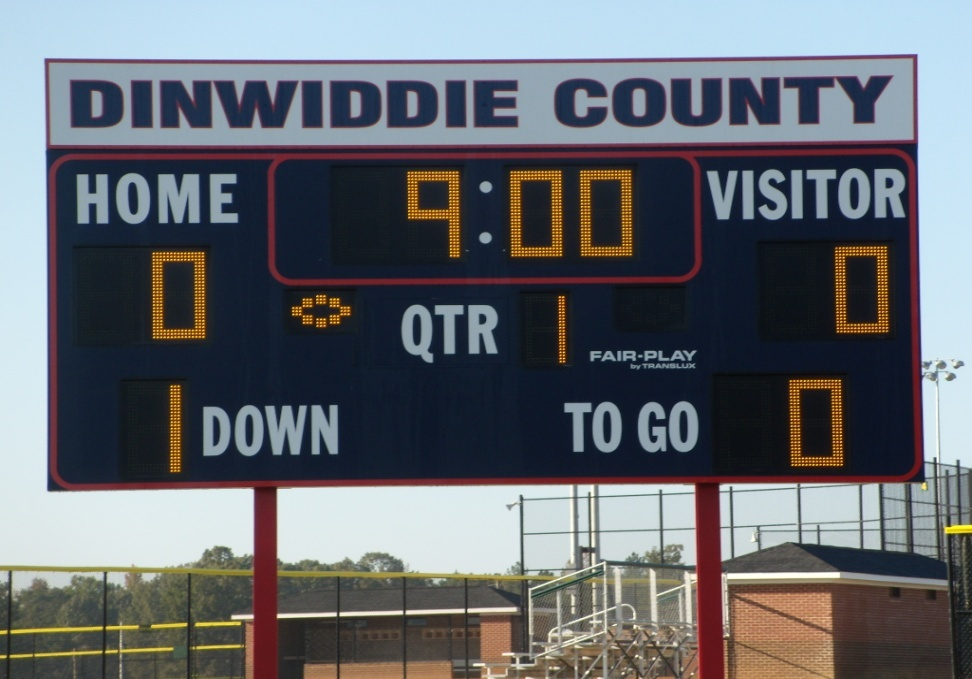 DINWIDDIE COUNTY
HOME 9:00 VISITOR
0 QTR 1 0
FAIR-PLAY
by TRANSLUX
1 DOWN TO GO 0